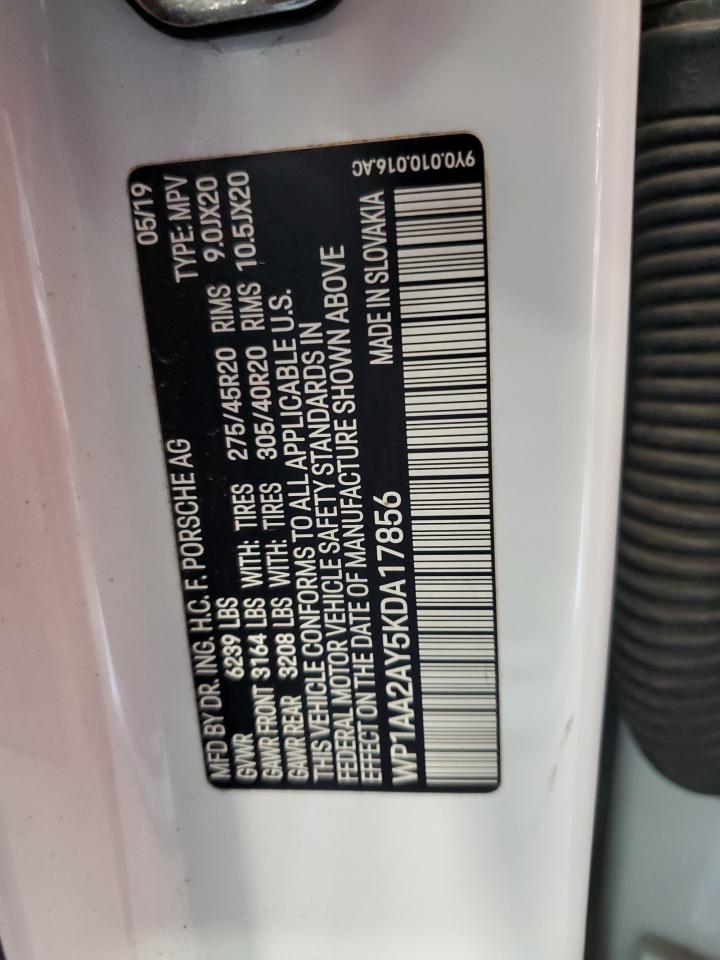 MFD BY DR. ING. H.C. F. PORSCHE AG 05/19
GVWR 6239 LBS TYPE: MPV
GAWR FRONT 3164 LBS WITH: TIRES 275/45R20 RIMS 9.0JX20
GAWR REAR 3208 LBS WITH: TIRES 305/40R20 RIMS 10.5JX20
THIS VEHICLE CONFORMS TO ALL APPLICABLE U.S.
FEDERAL MOTOR VEHICLE SAFETY STANDARDS IN
EFFECT ON THE DATE OF MANUFACTURE SHOWN ABOVE
WP1AA2AY5KDA17856 MADE IN SLOVAKIA
9Y0.010.016.AC